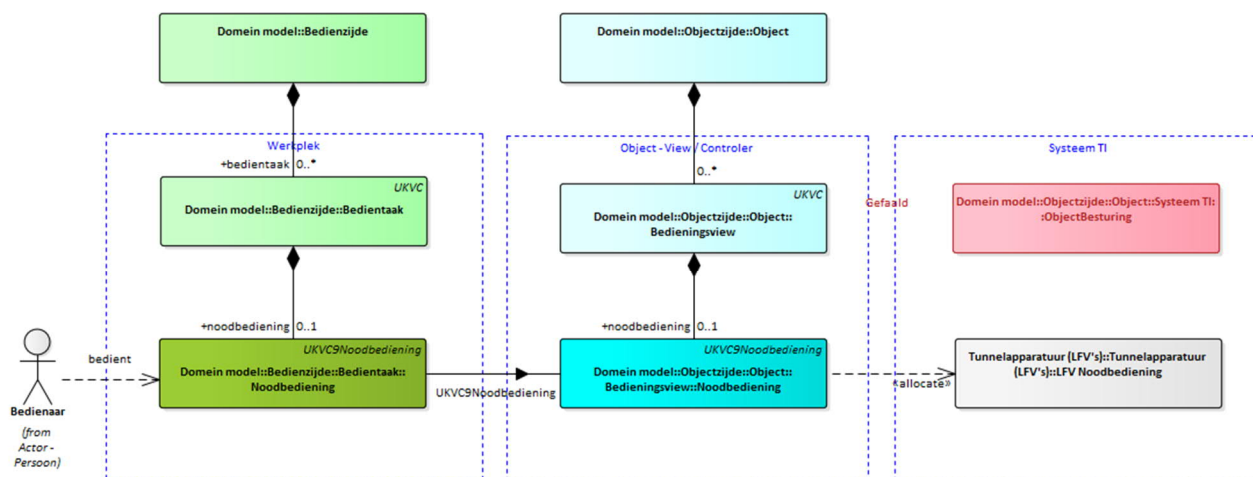 Domein model::Bedienzijde
Domein model::Objectzijde::Object
Werkplek
Object - View / Controler
Systeem TI
+bedientaak 0..*
0..*
UKVC
Domein model::Bedienzijde::Bedientaak
UKVC
Domein model::Objectzijde::Object::
Bedieningsview
Gefaald
Domein model::Objectzijde::Object::Systeem TI:
:ObjectBesturing
+noodbediening 0..1
+noodbediening 0..1
bedient
UKVC9Noodbediening
Domein model::Bedienzijde::Bedientaak::
Noodbediening
UKVC9Noodbediening
UKVC9Noodbediening
Domein model::Objectzijde::Object::
Bedieningsview::Noodbediening
«allocate»
Tunnelapparatuur (LFV's)::Tunnelapparatuur
(LFV's)::LFV Noodbediening
Bedienaar
(from
Actor -
Persoon)